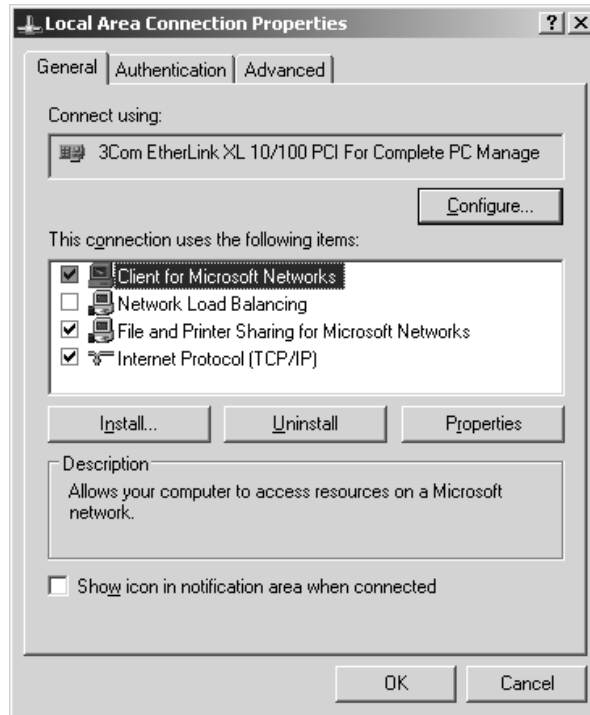 Local Area Connection Properties
General Authentication Advanced
Connect using:
3Com EtherLink XL 10/100 PCI For Complete PC Manage
Configure...
This connection uses the following items:
Client for Microsoft Networks
Network Load Balancing
File and Printer Sharing for Microsoft Networks
Internet Protocol (TCP/IP)
Install... Uninstall Properties
Description
Allows your computer to access resources on a Microsoft
network.
Show icon in notification area when connected
OK Cancel